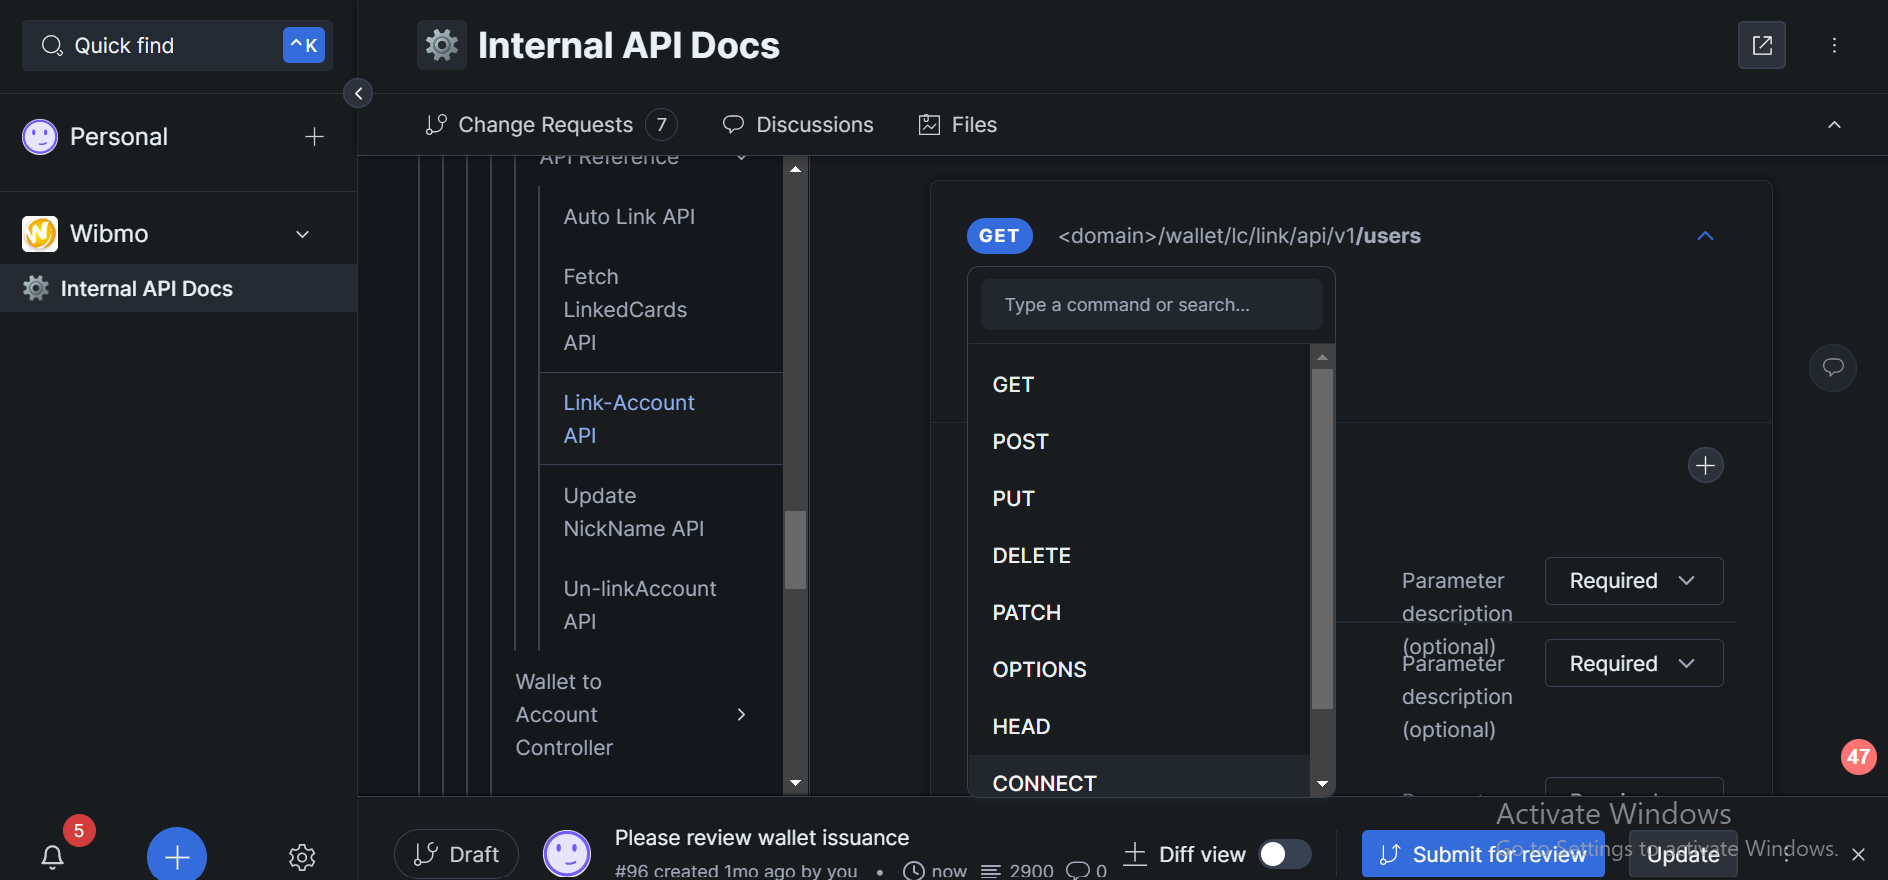 Quick find
^ K
Internal API Docs
Personal
Change Requests 7
Discussions
Files
Wibmo
Internal API Docs
API Reference
Auto Link API
Fetch
LinkedCards
API
Link-Account
API
Update
NickName API
Un-linkAccount
API
Wallet to
Account
Controller
GET <domain>/wallet/lc/link/api/v1/users
Type a command or search...
GET
POST
PUT
DELETE
PATCH
OPTIONS
HEAD
CONNECT
Parameter
description
(optional)
Required
Parameter
description
(optional)
Required
47
5
Draft
Please review wallet issuance
#96 created 1mo ago by you • now 2900 0
Diff view
Submit for review
Update
Activate Windows
Go to Settings to activate Windows.